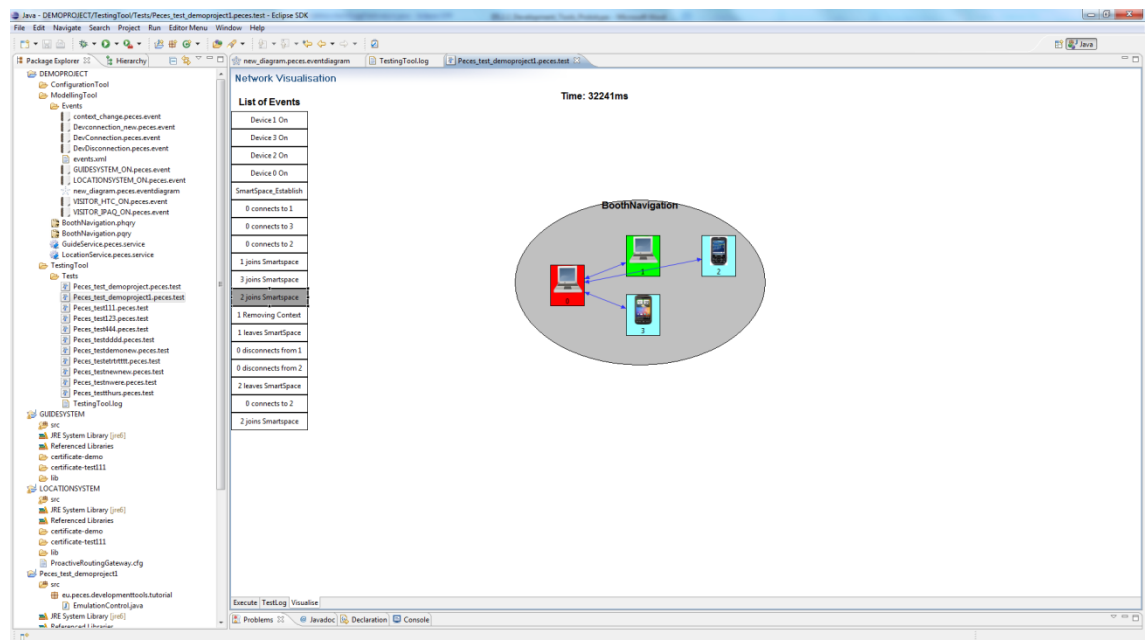 Java - DEMOPROJECT/TestingTool/Tests/Peces_test_demoproject1.peces.test - Eclipse SDK
File Edit Navigate Search Project Run Editor Menu Window Help
Java
Package Explorer Hierarchy
new_diagram.peces.eventdiagram TestingTool.log Peces_test_demoproject1.peces.test
DEMOPROJECT
ConfigurationTool
ModellingTool
Events
context_change.peces.event
Devconnection_new.peces.event
DevConnection.peces.event
DevDisconnection.peces.event
events.xml
GUIDESYSTEM_ON.peces.event
LOCATIONSYSTEM_ON.peces.event
new_diagram.peces.eventdiagram
VISITOR_HTC_ON.peces.event
VISITOR_IPAQ_ON.peces.event
BoothNavigation.phqry
BoothNavigation.pqry
GuideService.peces.service
LocationService.peces.service
TestingTool
Tests
Peces_test_demoproject.peces.test
Peces_test_demoproject1.peces.test
Peces_test111.peces.test
Peces_test123.peces.test
Peces_test444.peces.test
Peces_testdddd.peces.test
Peces_testdemonew.peces.test
Peces_testnewnew.peces.test
Peces_testnwere.peces.test
Peces_testthurs.peces.test
TestingTool.log
GUIDESYSTEM
src
JRE System Library [jre6]
Referenced Libraries
certificate-demo
certificate-test111
lib
LOCATIONSYSTEM
src
JRE System Library [jre6]
Referenced Libraries
certificate-demo
certificate-test111
lib
ProactiveRoutingGateway.cfg
Peces_test_demoproject1
src
eu.peces.developmenttools.tutorial
EmulationControl.java
JRE System Library [jre6]
Referenced Libraries
Network Visualisation
List of Events
Device 1 On
Device 3 On
Device 2 On
Device 0 On
SmartSpace_Establish
0 connects to 1
0 connects to 3
0 connects to 2
1 joins Smartspace
3 joins Smartspace
2 joins Smartspace
1 Removing Context
1 leaves SmartSpace
0 disconnects from 1
0 disconnects from 2
2 leaves SmartSpace
0 connects to 2
2 joins Smartspace
Time: 32241ms
BoothNavigation
1
2
0
3
Execute TestLog Visualise
Problems Javadoc Declaration Console